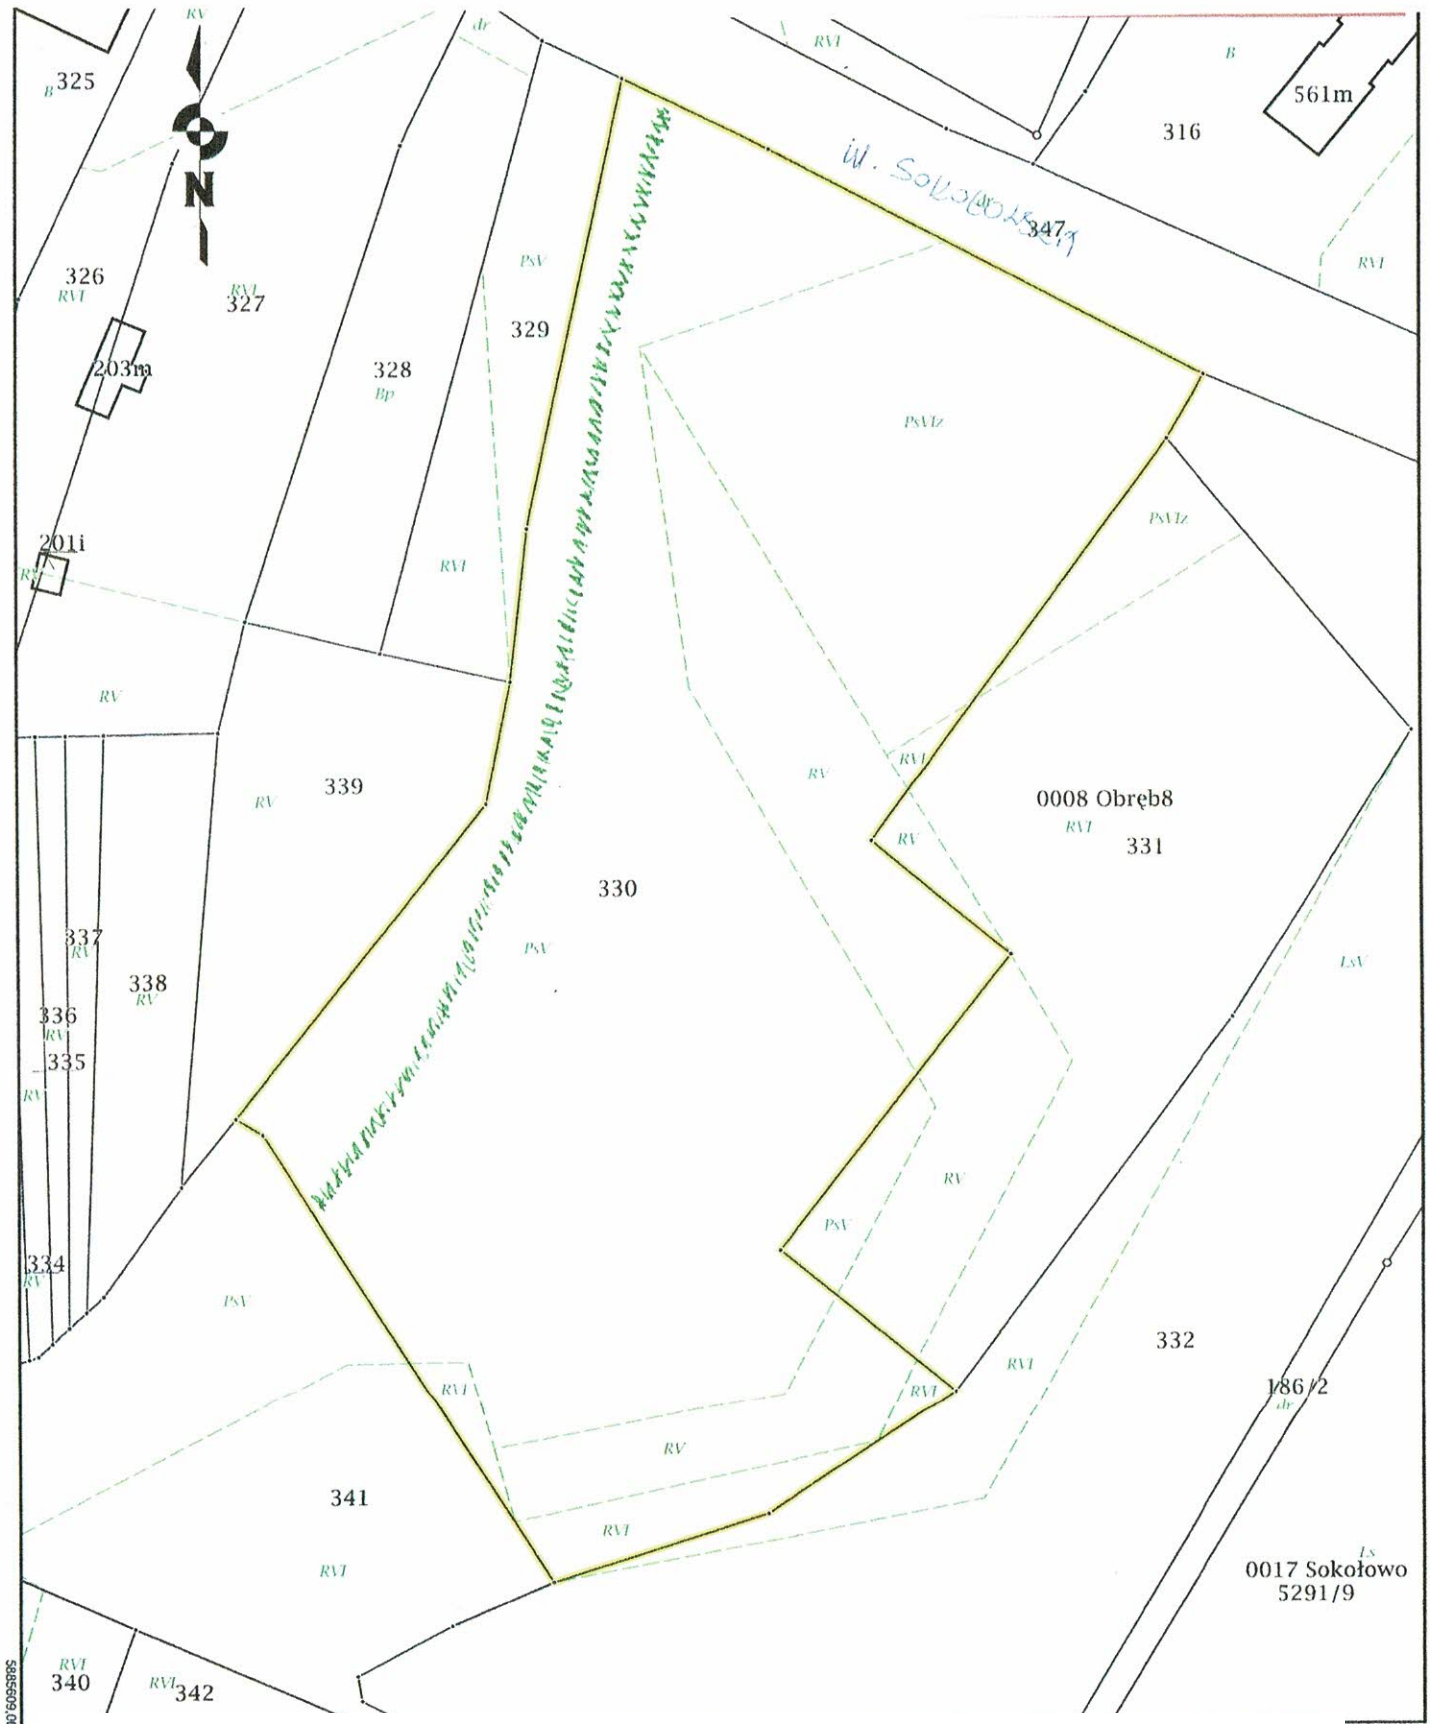 RV
dr
RVI
B
561m
B 325
316
N
dr
347
PsV
RVI
326
RVI
RVI
327
329
203m
328
Bp
PsVIz
PsVIz
201i
RV
RVI
RV
339
RV
RV
RVI
0008 Obręb8
RVI
331
RV
330
337
RV
PsV
LsV
338
RV
336
RV
335
RV
RV
PsV
334
RV
PsV
332
RVI
RVI
RVI
186/2
dr
RV
341
RVI
RVI
Ls
0017 Sokołowo
5291/9
RVI
340
RVI 342